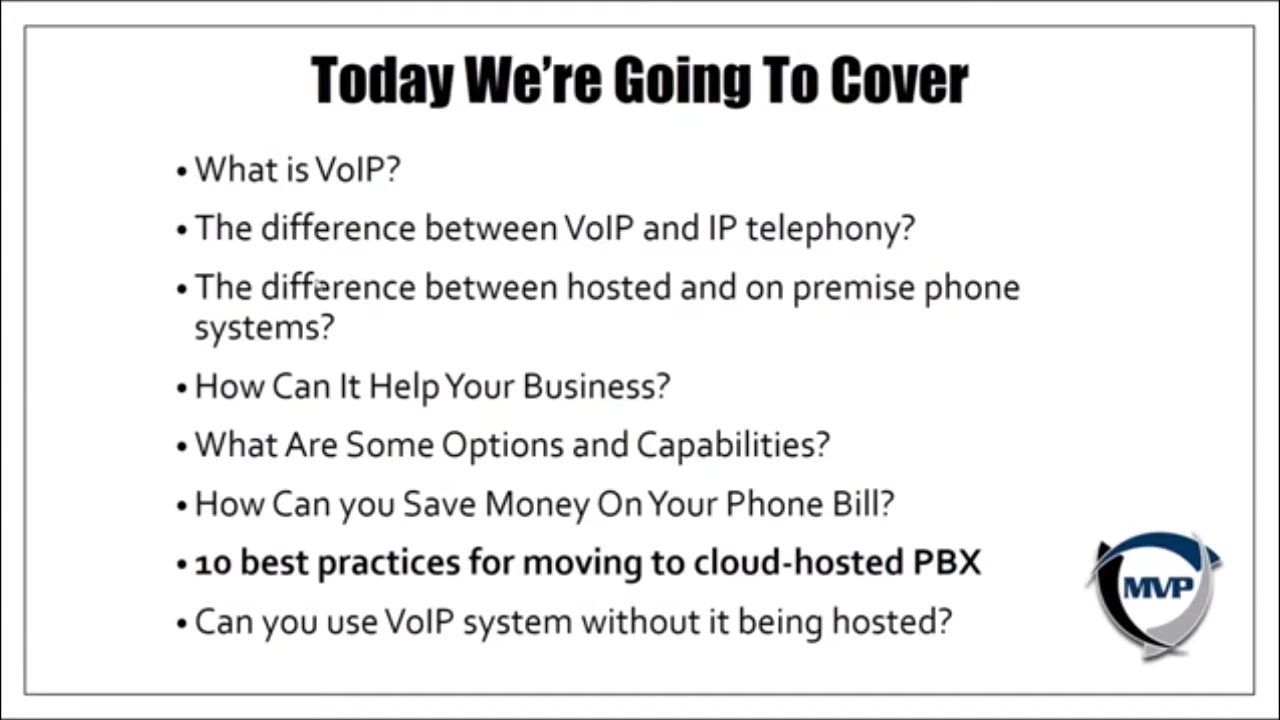 Today We're Going To Cover
• What is VoIP?
• The difference between VoIP and IP telephony?
• The difference between hosted and on premise phone
systems?
• How Can It Help Your Business?
• What Are Some Options and Capabilities?
• How Can you Save Money On Your Phone Bill?
• 10 best practices for moving to cloud-hosted PBX
• Can you use VoIP system without it being hosted?
MVP